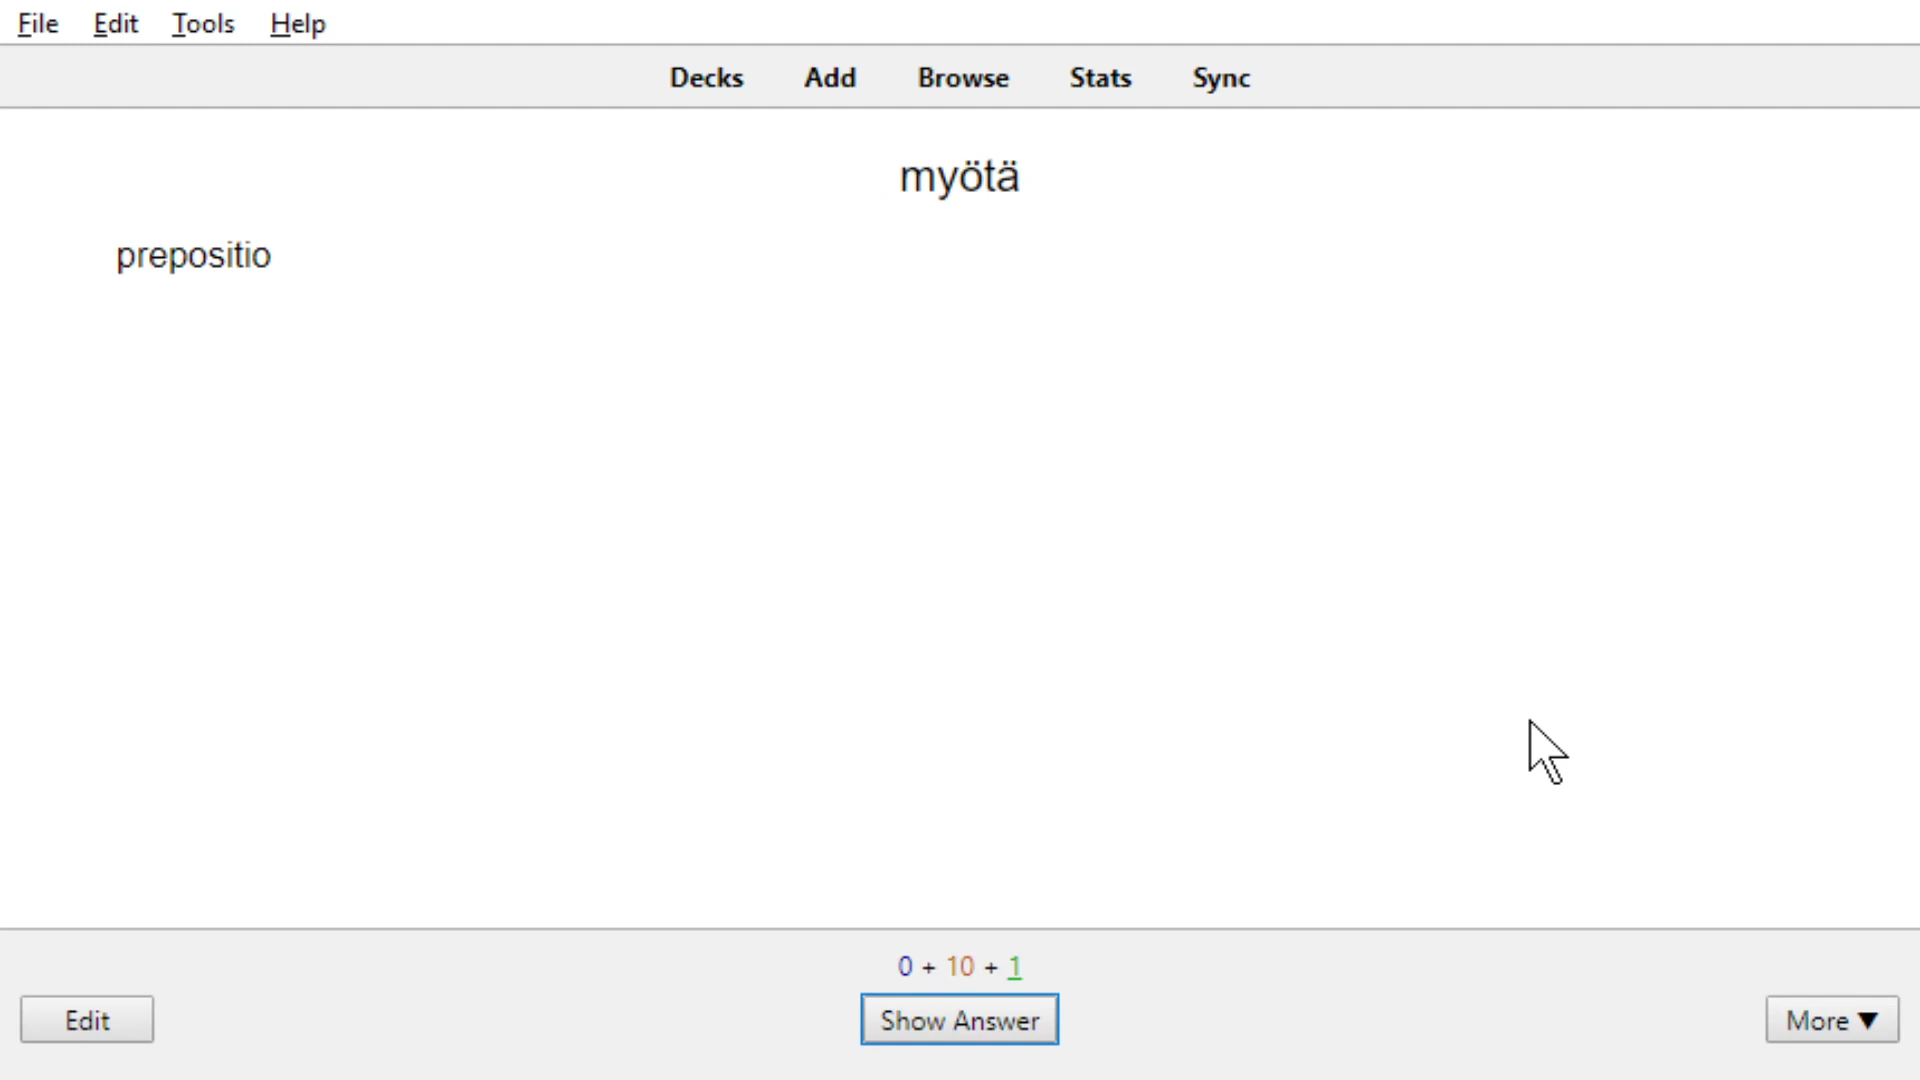 File Edit Tools Help
Decks Add Browse Stats Sync
myötä
prepositio
0 + 10 + 1
Edit Show Answer More ▼